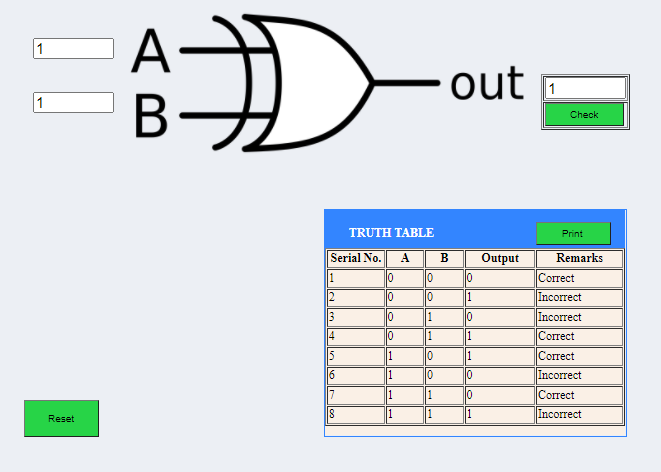 1
A
1
B
out
1
Check
TRUTH TABLE Print
Serial No. A B Output Remarks
1 0 0 0 Correct
2 0 0 1 Incorrect
3 0 1 0 Incorrect
4 0 1 1 Correct
5 1 0 1 Correct
6 1 0 0 Incorrect
7 1 1 0 Correct
8 1 1 1 Incorrect
Reset